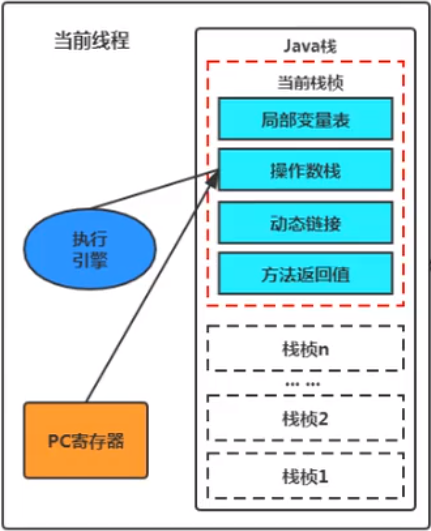 当前线程
Java栈
当前栈桢
局部变量表
操作数栈
动态链接
方法返回值
执行
引擎
栈桢n
... ...
栈桢2
PC寄存器
栈桢1